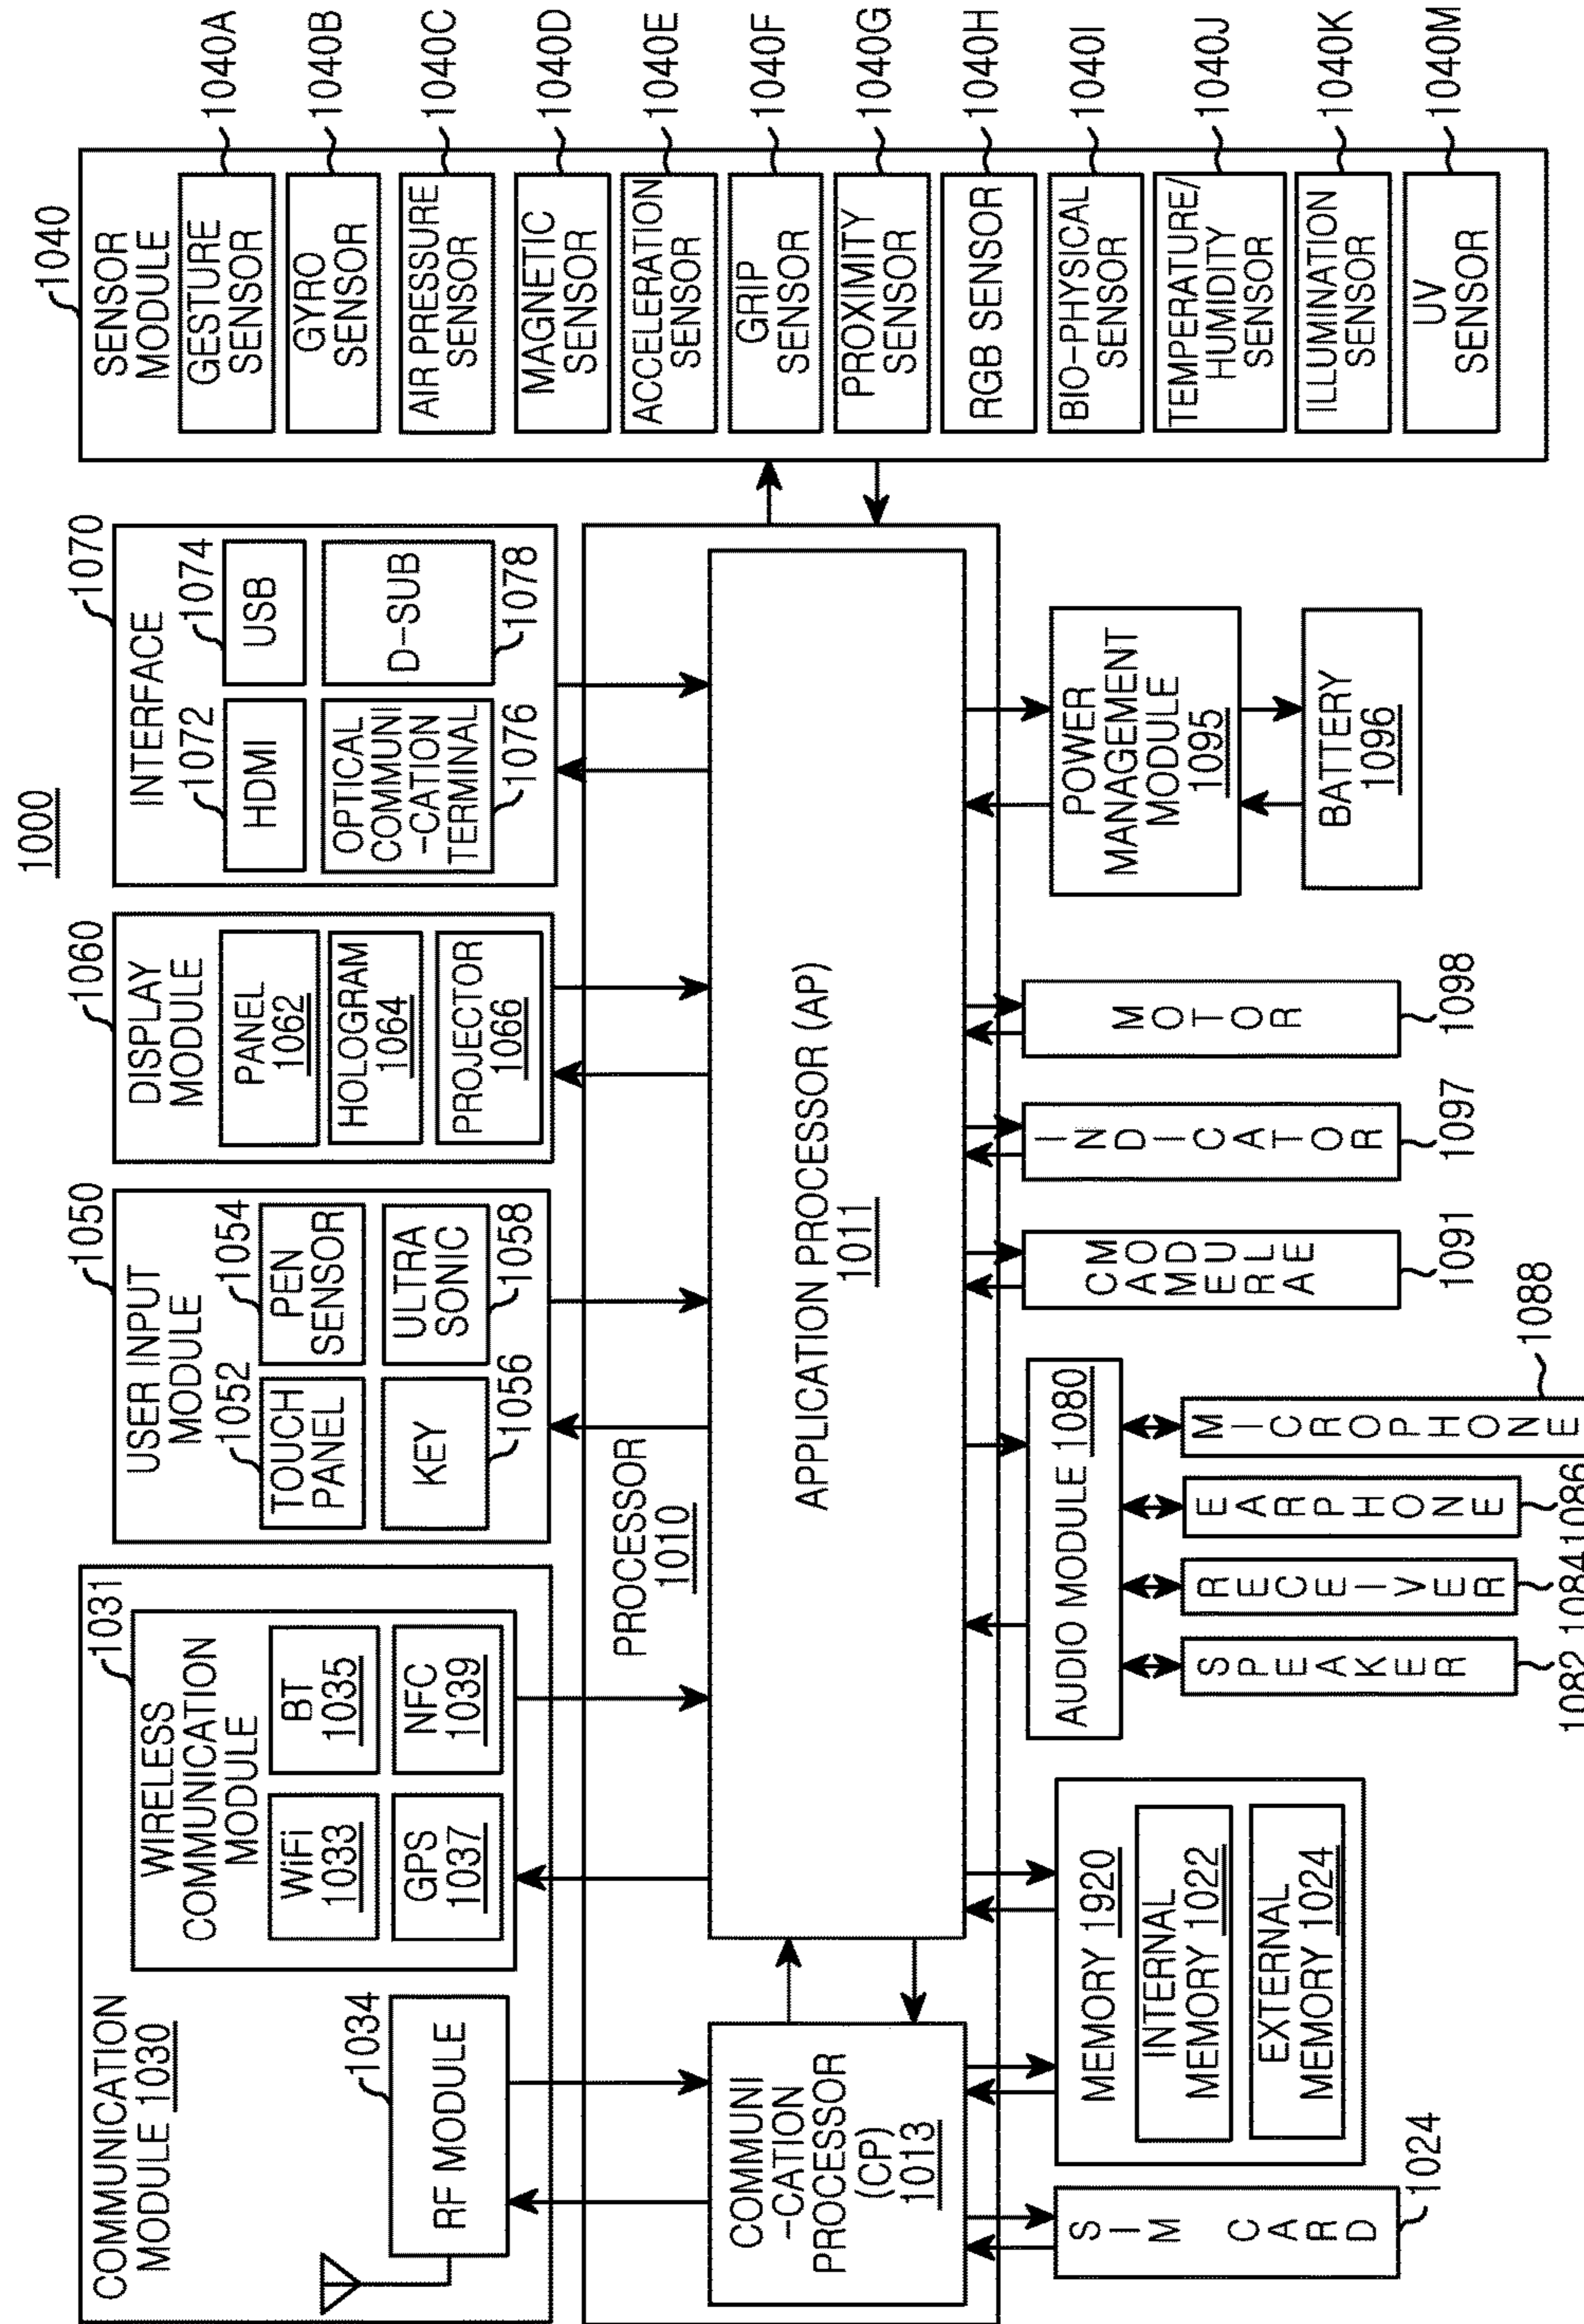 1000
COMMUNICATION
MODULE 1030
1034
RF MODULE
1031
WIRELESS
COMMUNICATION
MODULE
WiFi
1033
BT
1035
GPS
1037
NFC
1039
1050
USER INPUT
MODULE
1052
1054
TOUCH
PANEL
PEN
SENSOR
KEY
ULTRA
SONIC
1056
1058
1060
DISPLAY
MODULE
PANEL
1062
HOLOGRAM
1064
PROJECTOR
1066
1070
INTERFACE
1072
1074
HDMI
USB
OPTICAL
COMMUNI
-CATION
TERMINAL
D-SUB
1076
1078
1040
SENSOR
MODULE
GESTURE
SENSOR
1040A
GYRO
SENSOR
1040B
AIR PRESSURE
SENSOR
1040C
MAGNETIC
SENSOR
1040D
ACCELERATION
SENSOR
1040E
GRIP
SENSOR
1040F
PROXIMITY
SENSOR
1040G
RGB SENSOR
1040H
BIO-PHYSICAL
SENSOR
1040I
TEMPERATURE/
HUMIDITY
SENSOR
1040J
ILLUMINATION
SENSOR
1040K
UV
SENSOR
1040M
PROCESSOR
1010
COMMUNI
-CATION
PROCESSOR
(CP)
1013
APPLICATION PROCESSOR (AP)
1011
SIM CARD
1024
MEMORY 1920
INTERNAL
MEMORY 1022
EXTERNAL
MEMORY 1024
AUDIO MODULE 1080
SPEAKER
1082
RECEIVER
1084
EARPHONE
1086
MICROPHONE
1088
CAMERA
MODULE
1091
INDICATOR
1097
MOTOR
1098
POWER
MANAGEMENT
MODULE
1095
BATTERY
1096